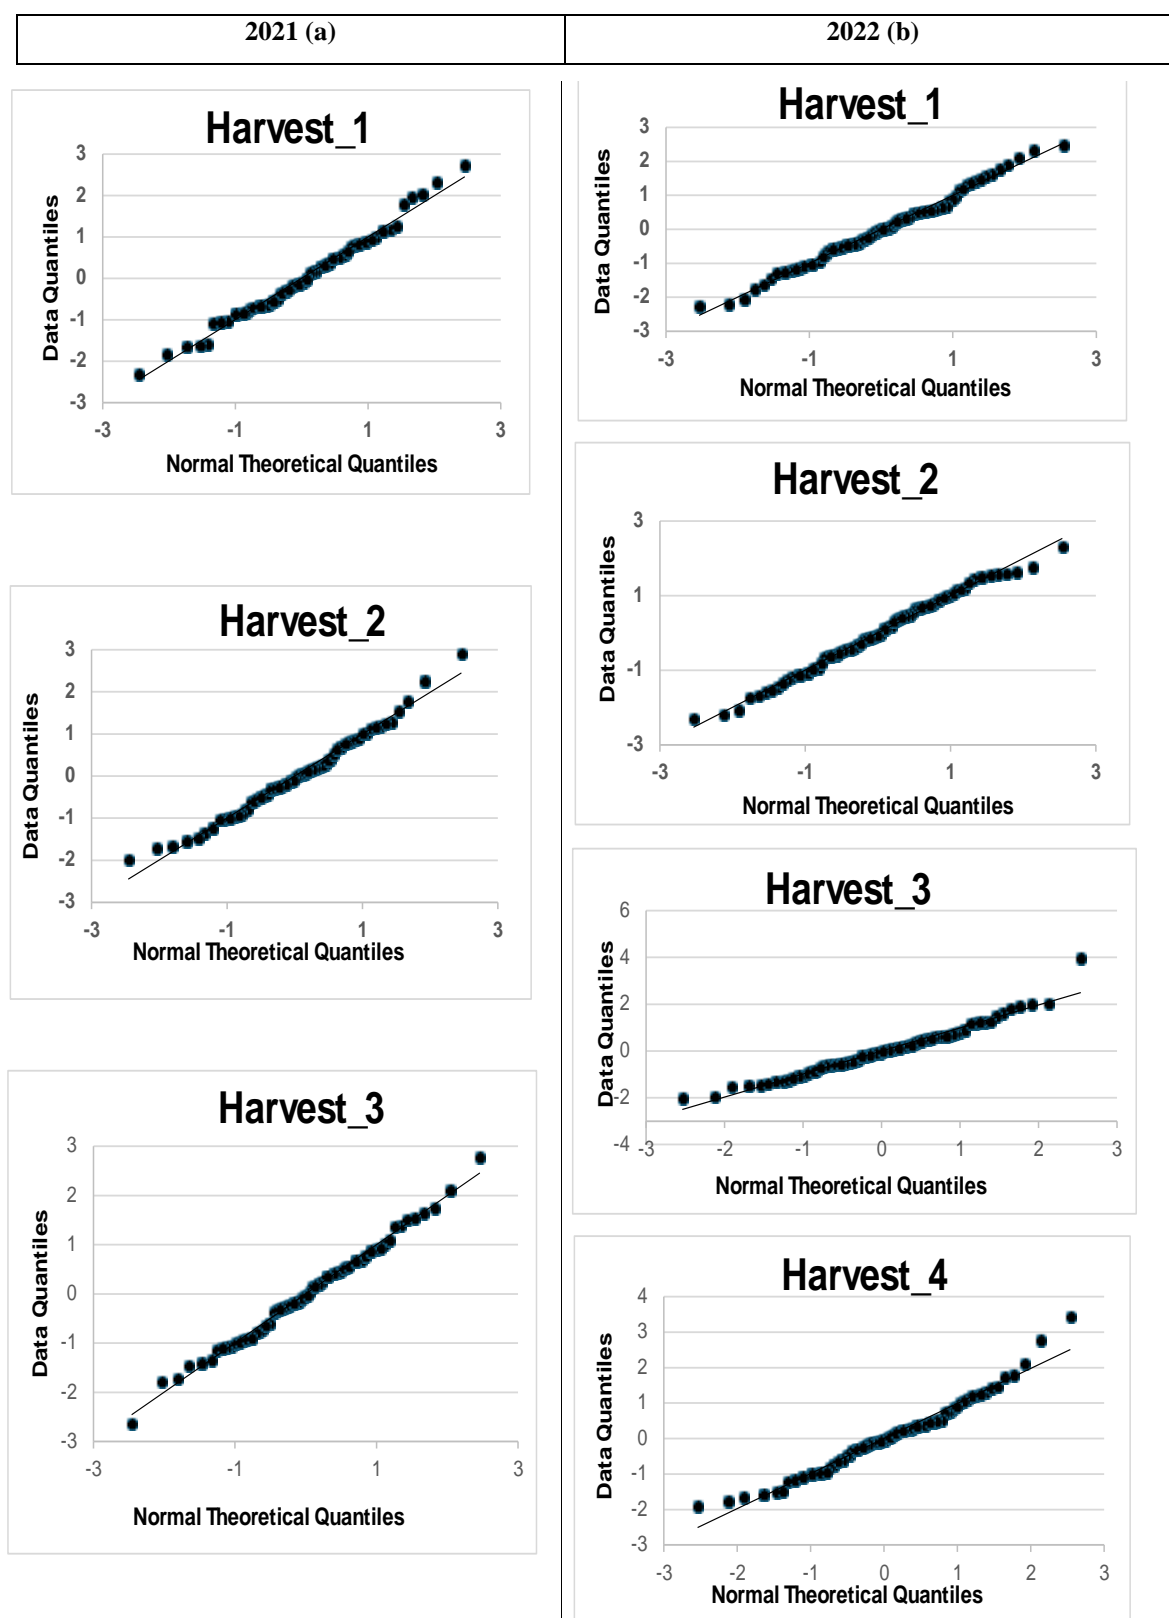 2021 (a) 2022 (b)
Harvest_1
3
2
1
0
-1
-2
-3
-3 -1 1 3
Data Quantiles
Normal Theoretical Quantiles
Harvest_2
3
2
1
0
-1
-2
-3
-3 -1 1 3
Data Quantiles
Normal Theoretical Quantiles
Harvest_3
3
2
1
0
-1
-2
-3
-3 -1 1 3
Data Quantiles
Normal Theoretical Quantiles
Harvest_1
3
2
1
0
-1
-2
-3
-3 -1 1 3
Data Quantiles
Normal Theoretical Quantiles
Harvest_2
3
1
-1
-3
-3 -1 1 3
Data Quantiles
Normal Theoretical Quantiles
Harvest_3
6
4
2
0
-2
-4
-3 -2 -1 0 1 2 3
Data Quantiles
Normal Theoretical Quantiles
Harvest_4
4
3
2
1
0
-1
-2
-3
-3 -2 -1 0 1 2 3
Data Quantiles
Normal Theoretical Quantiles